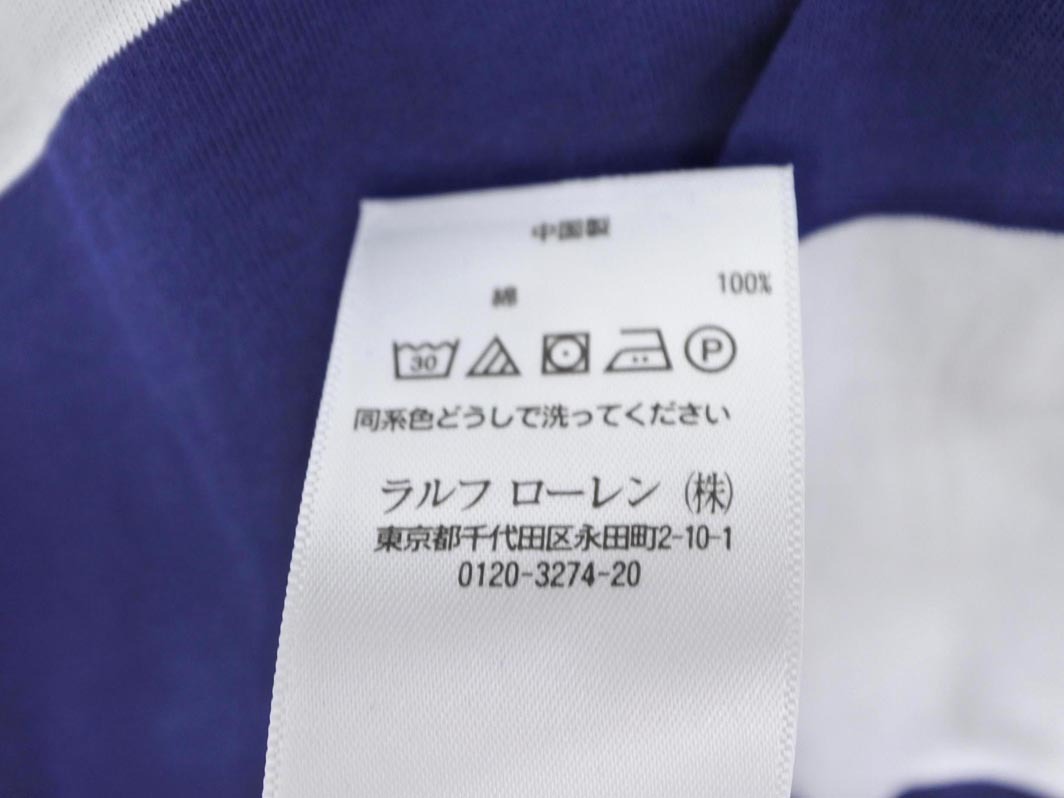 中国製
綿 100%
30 P
同系色どうしで洗ってください
ラルフ ローレン ㈱
東京都千代田区永田町2-10-1
0120-3274-20